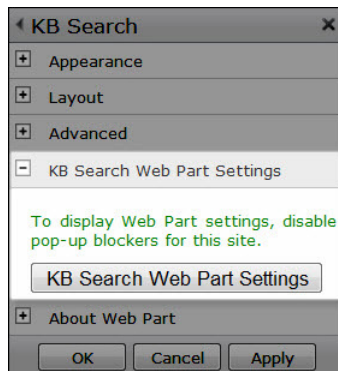 KB Search
Appearance
Layout
Advanced
KB Search Web Part Settings
To display Web Part settings, disable
pop-up blockers for this site.
KB Search Web Part Settings
About Web Part
OK Cancel Apply